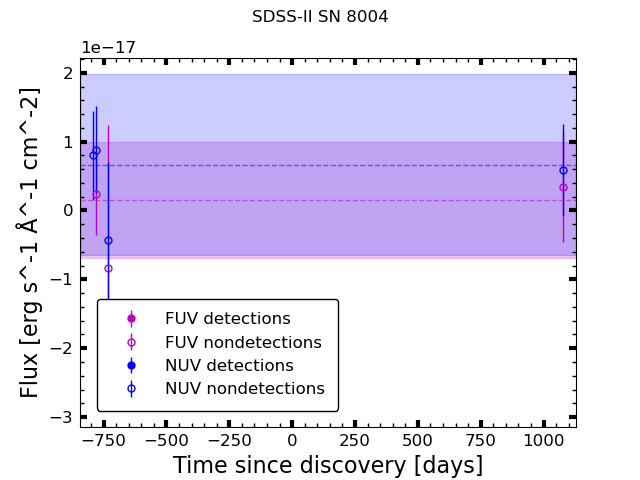 SDSS-II SN 8004
1e−17
Flux [erg s^-1 Å^-1 cm^-2]
2
1
0
−1
−2
−3
FUV detections
FUV nondetections
NUV detections
NUV nondetections
−750 −500 −250 0 250 500 750 1000
Time since discovery [days]